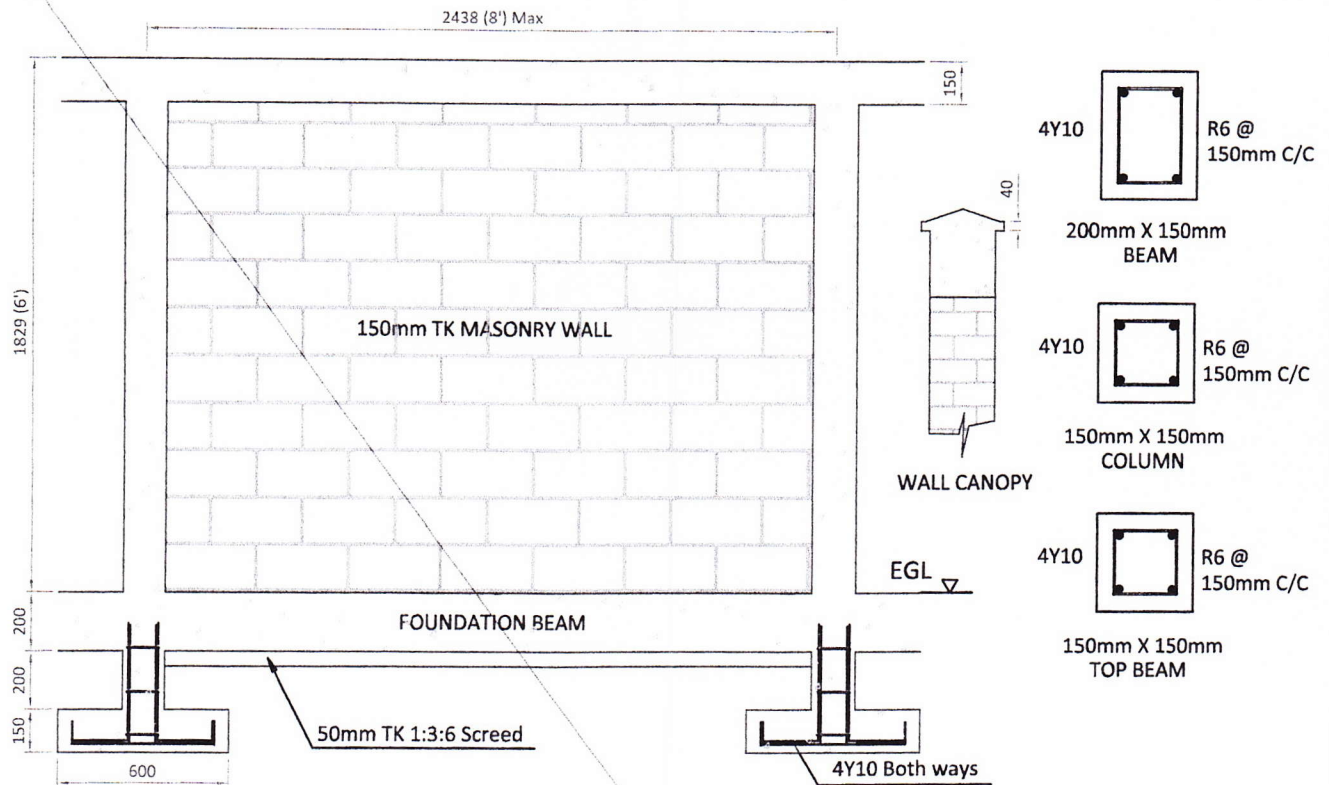 2438 (8') Max
150
1829 (6')
150mm TK MASONRY WALL
200
FOUNDATION BEAM
200
150
600
50mm TK 1:3:6 Screed
4Y10 Both ways
EGL
40
WALL CANOPY
4Y10
R6 @
150mm C/C
200mm X 150mm
BEAM
4Y10
R6 @
150mm C/C
150mm X 150mm
COLUMN
4Y10
R6 @
150mm C/C
150mm X 150mm
TOP BEAM